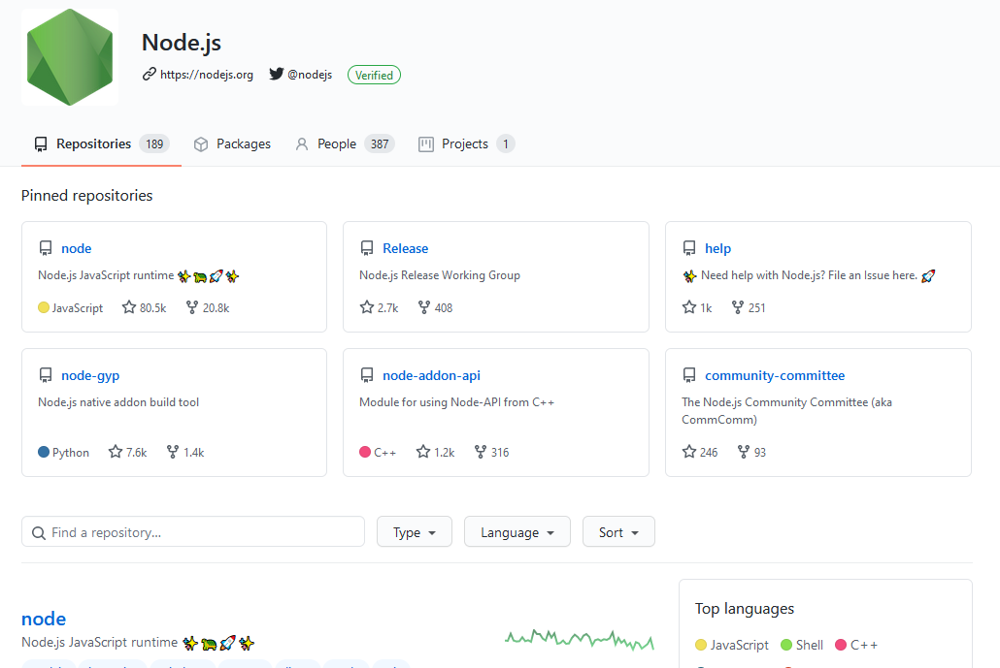 Node.js
https://nodejs.org @nodejs Verified
Repositories 189 Packages People 387 Projects 1
Pinned repositories
node
Node.js JavaScript runtime ✨🐢🚀✨
JavaScript 80.5k 20.8k
Release
Node.js Release Working Group
2.7k 408
help
✨ Need help with Node.js? File an Issue here. 🚀
1k 251
node-gyp
Node.js native addon build tool
Python 7.6k 1.4k
node-addon-api
Module for using Node-API from C++
C++ 1.2k 316
community-committee
The Node.js Community Committee (aka
CommComm)
246 93
Find a repository... Type Language Sort
node
Node.js JavaScript runtime ✨🐢🚀✨
Top languages
JavaScript Shell C++